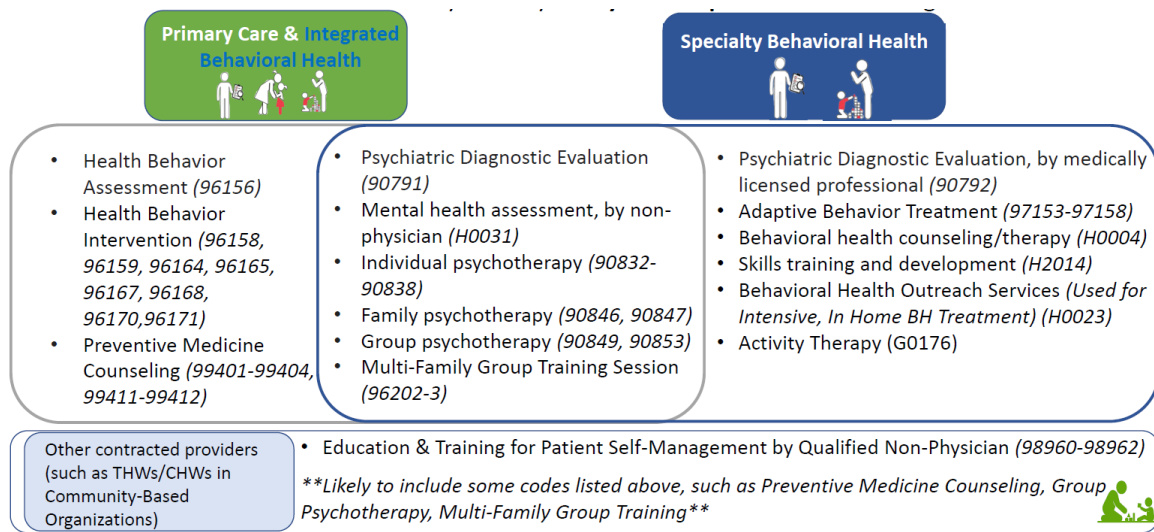 Primary Care & Integrated
Behavioral Health
Specialty Behavioral Health
• Health Behavior
Assessment (96156)
• Health Behavior
Intervention (96158,
96159, 96164, 96165,
96167, 96168,
96170,96171)
• Preventive Medicine
Counseling (99401-99404,
99411-99412)
• Psychiatric Diagnostic Evaluation
(90791)
• Mental health assessment, by non-
physician (H0031)
• Individual psychotherapy (90832-
90838)
• Family psychotherapy (90846, 90847)
• Group psychotherapy (90849, 90853)
• Multi-Family Group Training Session
(96202-3)
• Psychiatric Diagnostic Evaluation, by medically
licensed professional (90792)
• Adaptive Behavior Treatment (97153-97158)
• Behavioral health counseling/therapy (H0004)
• Skills training and development (H2014)
• Behavioral Health Outreach Services (Used for
Intensive, In Home BH Treatment) (H0023)
• Activity Therapy (G0176)
Other contracted providers
(such as THWs/CHWs in
Community-Based
Organizations)
• Education & Training for Patient Self-Management by Qualified Non-Physician (98960-98962)
**Likely to include some codes listed above, such as Preventive Medicine Counseling, Group
Psychotherapy, Multi-Family Group Training**